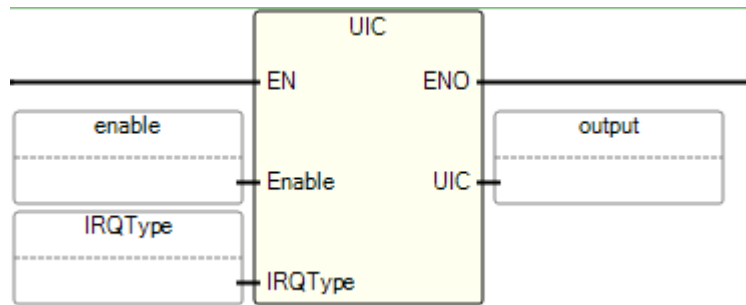 UIC
EN ENO
enable output
Enable UIC
IRQType
IRQType